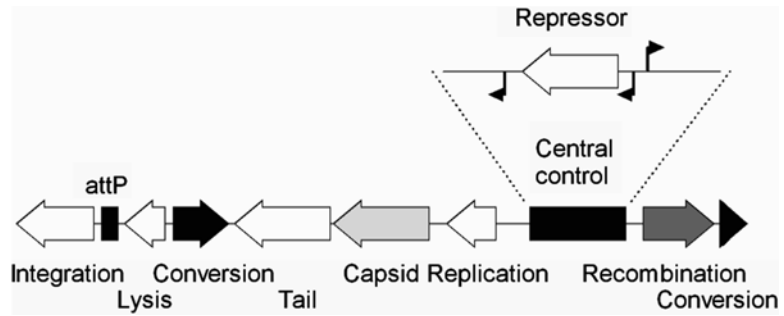 Repressor
Central
control
attP
Integration Conversion Capsid Replication Recombination
Lysis Tail Conversion